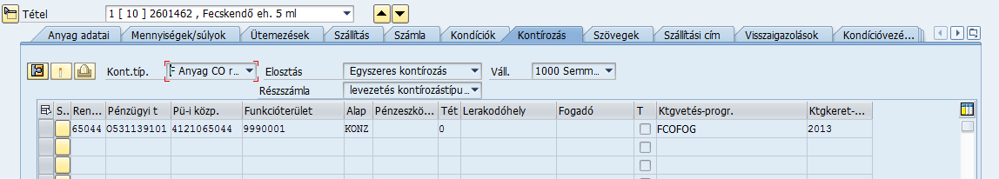 Tétel 1 [ 10 ] 2601462 , Fecskendő eh. 5 ml
Anyag adatai Mennyiségek/súlyok Ütemezések Szállítás Számla Kondíciók Kontírozás Szövegek Szállítási cím Visszaigazolások Kondícióvezé...
Kont.típ. F Anyag CO r... Elosztás Egyszeres kontírozás Váll. 1000 Semm...
Részszámla levezetés kontírozástípu...
S.. Ren... Pénzügyi t Pü-i közp. Funkcióterület Alap Pénzeskzö... Tét Lerakodóhely Fogadó T Ktgvetés-progr. Ktgkeret-...
65044 0531139101 4121065044 9990001 KONZ 0 FCOFOG 2013